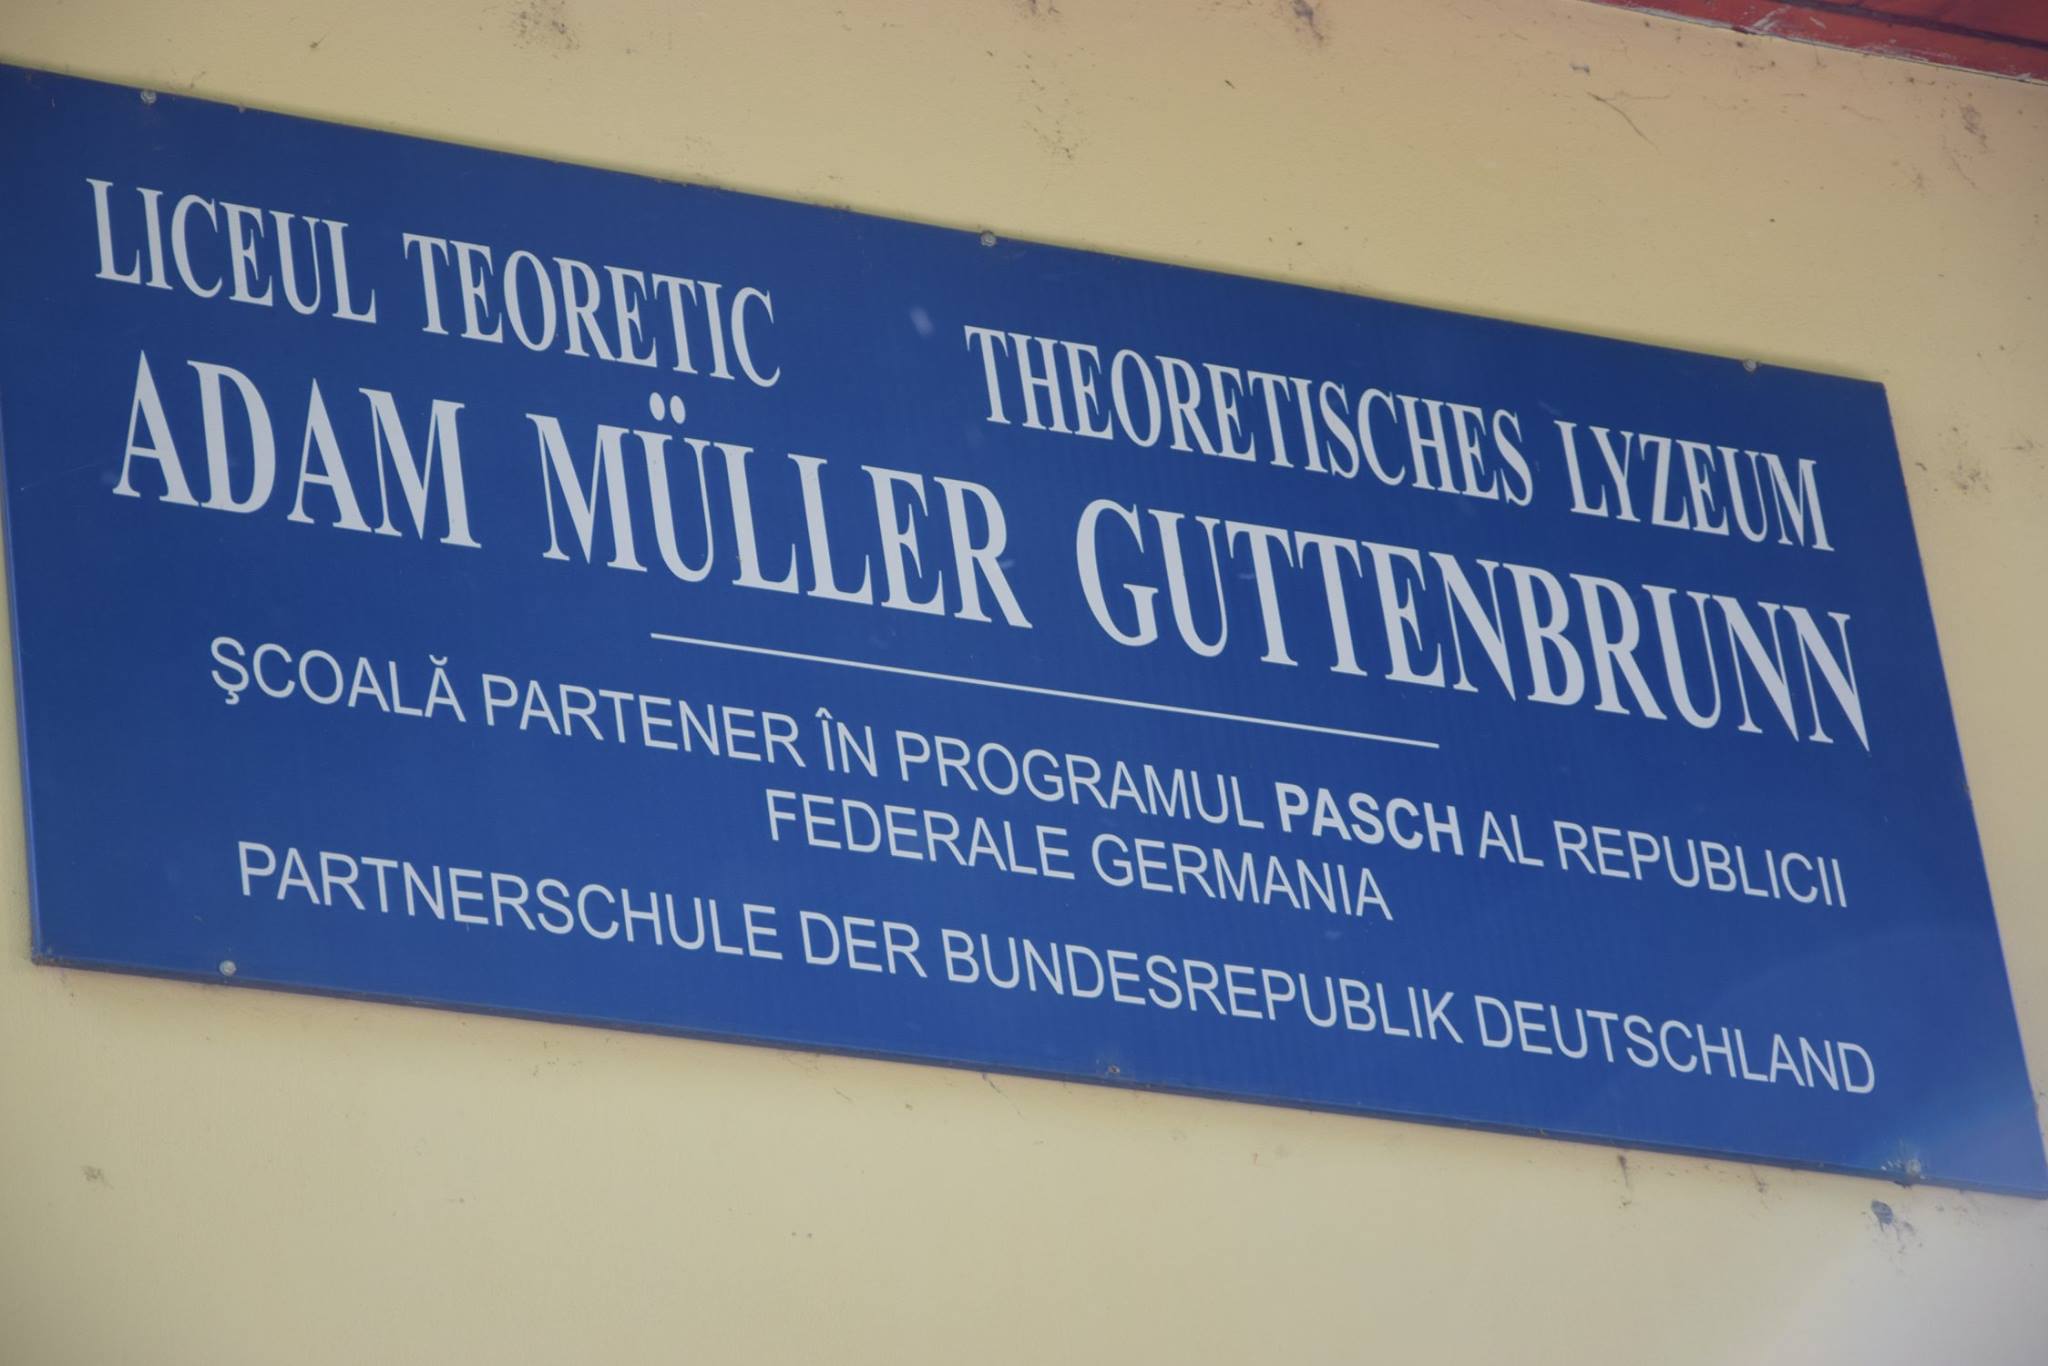 LICEUL TEORETIC THEORETISCHES LYZEUM
ADAM MÜLLER GUTTENBRUNN
ŞCOALĂ PARTENER ÎN PROGRAMUL PASCH AL REPUBLICII
FEDERALE GERMANIA
PARTNERSCHULE DER BUNDESREPUBLIK DEUTSCHLAND